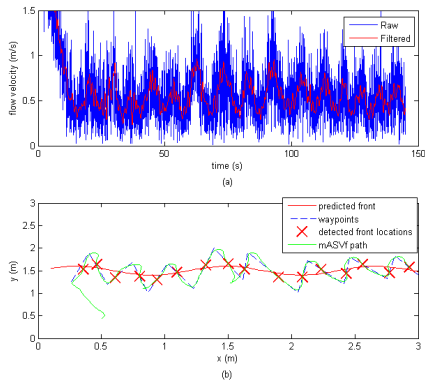 1.5
1
0.5
0
flow velocity (m/s)
Raw
Filtered
0
50
100
150
time (s)
(a)
3
2.5
2
1.5
1
0.5
0
y (m)
predicted front
waypoints
detected front locations
mASVf path
0
0.5
1
1.5
2
2.5
3
x (m)
(b)